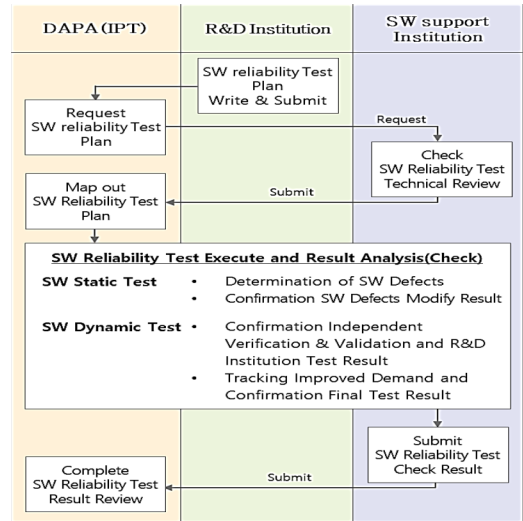 DAPA(IPT)
R&D Institution
SW support
Institution
SW reliability Test
Plan
Write & Submit
Request
SW reliability Test
Plan
Request
Check
SW Reliability Test
Technical Review
Map out
SW Reliability Test
Plan
Submit
SW Reliability Test Execute and Result Analysis(Check)
SW Static Test • Determination of SW Defects
• Confirmation SW Defects Modify Result
SW Dynamic Test • Confirmation Independent
Verification & Validation and R&D
Institution Test Result
• Tracking Improved Demand and
Confirmation Final Test Result
Submit
SW Reliability Test
Check Result
Complete
SW Reliability Test
Result Review
Submit